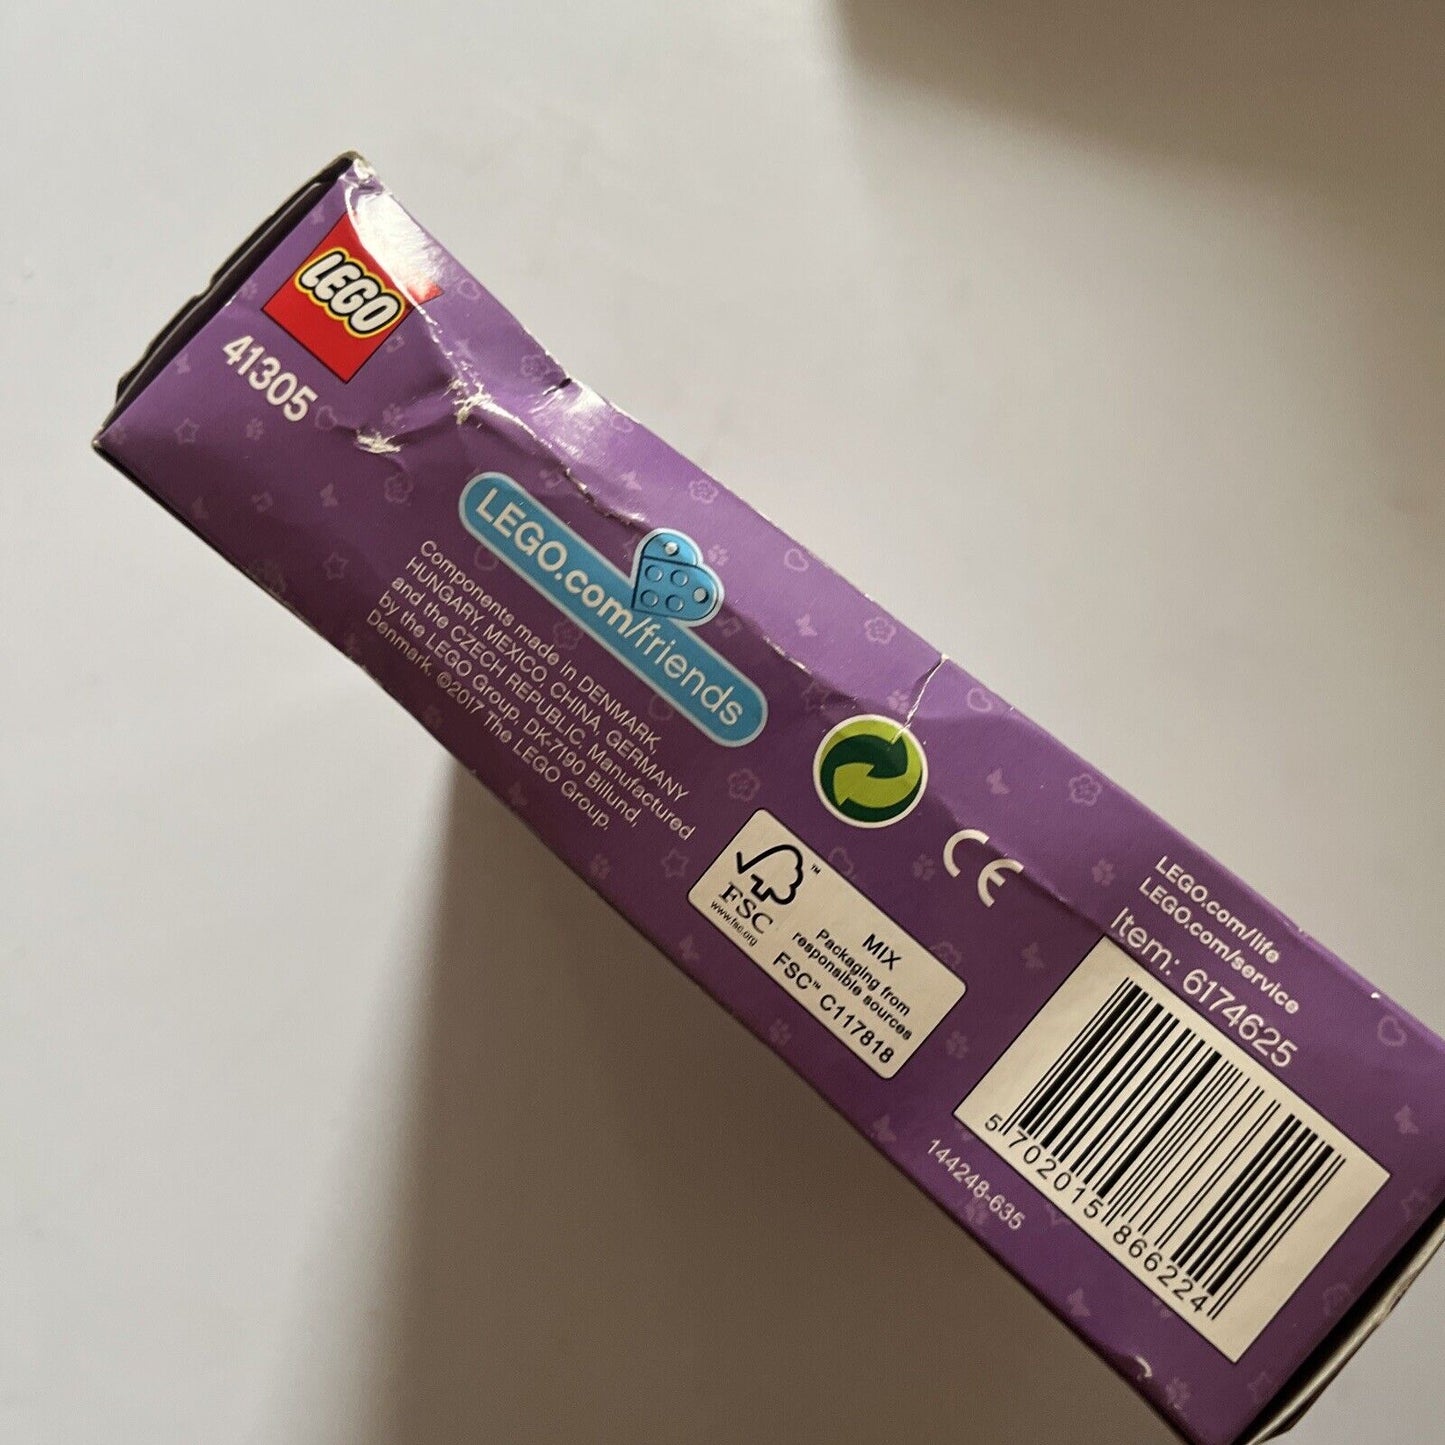 LEGO
41305
LEGO.com/friends
Components made in DENMARK,
HUNGARY, MEXICO, CHINA, GERMANY
and the CZECH REPUBLIC. Manufactured
by the LEGO Group, DK-7190 Billund,
Denmark. ©2017 The LEGO Group.
CE
FSC
™
www.fsc.org
MIX
Packaging from
responsible sources
FSC™ C117818
LEGO.com/life
LEGO.com/service
Item: 6174625
5 702015 866224
144248-635